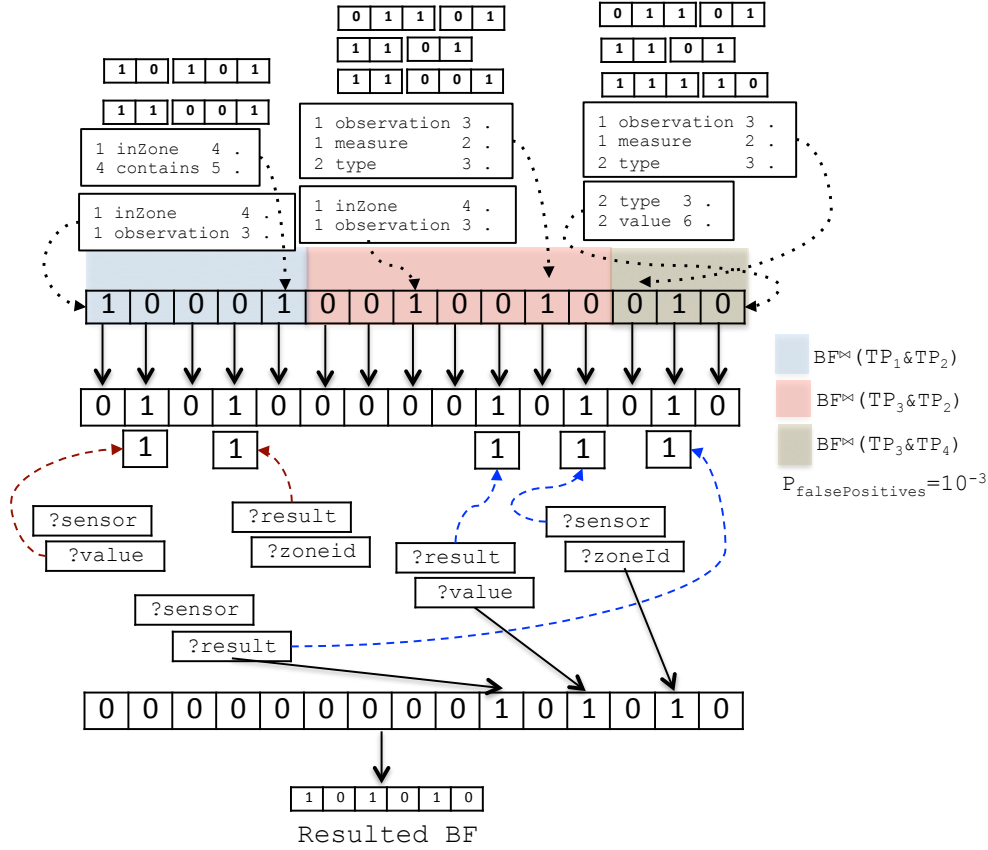 0 1 1 0 1
0 1 1 0 1
1 1 0 1
1 1 0 1
1 0 1 0 1
1 1 0 0 1
1 1 1 1 0
1 1 0 0 1
1 observation 3 .
1 measure 2 .
2 type 3 .
1 observation 3 .
1 measure 2 .
2 type 3 .
1 inZone 4 .
4 contains 5 .
1 inZone 4 .
1 observation 3 .
1 inZone 4 .
1 observation 3 .
2 type 3 .
2 value 6 .
1 0 0 0 1 0 0 1 0 0 1 0 0 1 0
BF⋈(TP₁&TP₂)
BF⋈(TP₃&TP₂)
BF⋈(TP₃&TP₄)
P_falsePositives=10⁻³
0 1 0 1 0 0 0 0 0 1 0 1 0 1 0
1 1 1 1 1
?sensor
?value
?result
?zoneid
?result
?value
?sensor
?zoneId
?sensor
?result
0 0 0 0 0 0 0 0 0 1 0 1 0 1 0
1 0 1 0 1 0
Resulted BF